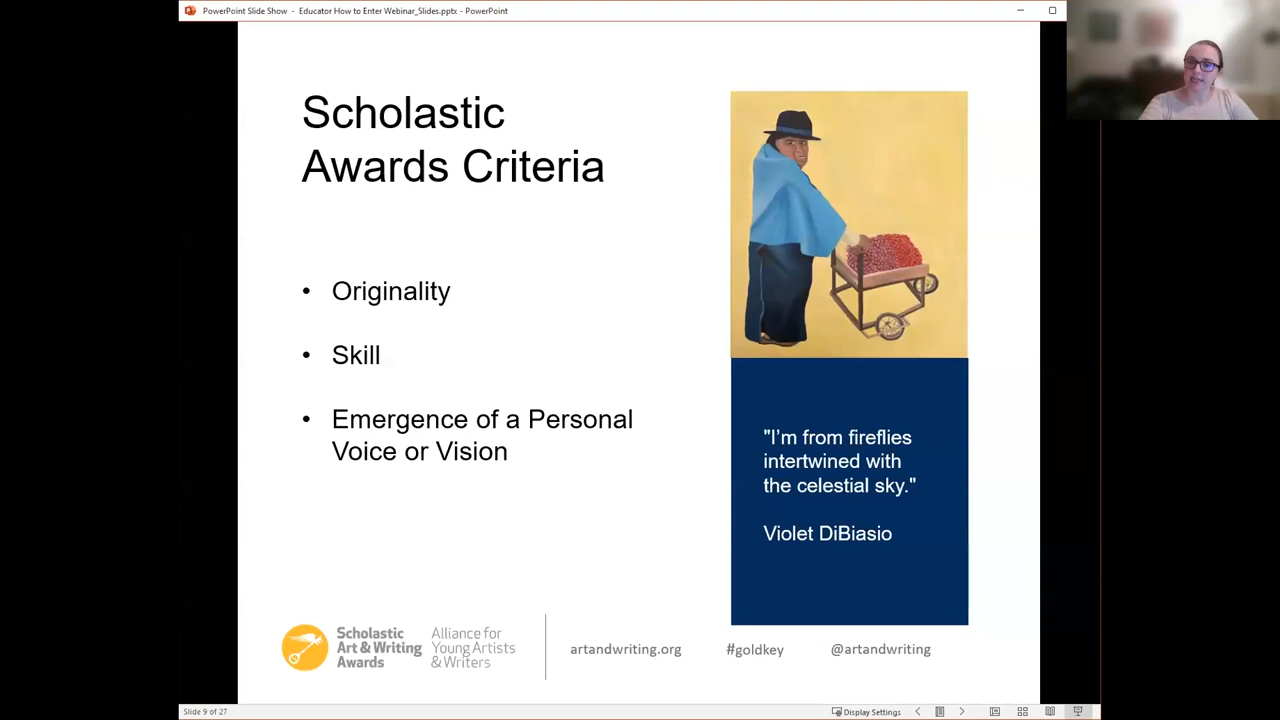 PowerPoint Slide Show - Educator How to Enter Webinar_Slides.pptx - PowerPoint
Scholastic
Awards Criteria
• Originality
• Skill
• Emergence of a Personal
Voice or Vision
"I'm from fireflies
intertwined with
the celestial sky."
Violet DiBiasio
Scholastic
Art & Writing
Awards
Alliance for
Young Artists
& Writers
artandwriting.org
#goldkey
@artandwriting
Slide 9 of 27
Display Settings